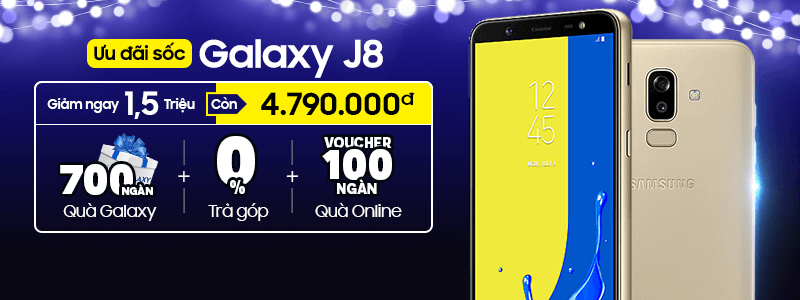 Ưu đãi sốc Galaxy J8
Giảm ngay 1,5 Triệu Còn 4.790.000đ
700 NGÀN
Quà Galaxy
+
0%
Trả góp
+
VOUCHER
100
NGÀN
Quà Online
12
45
SAMSUNG